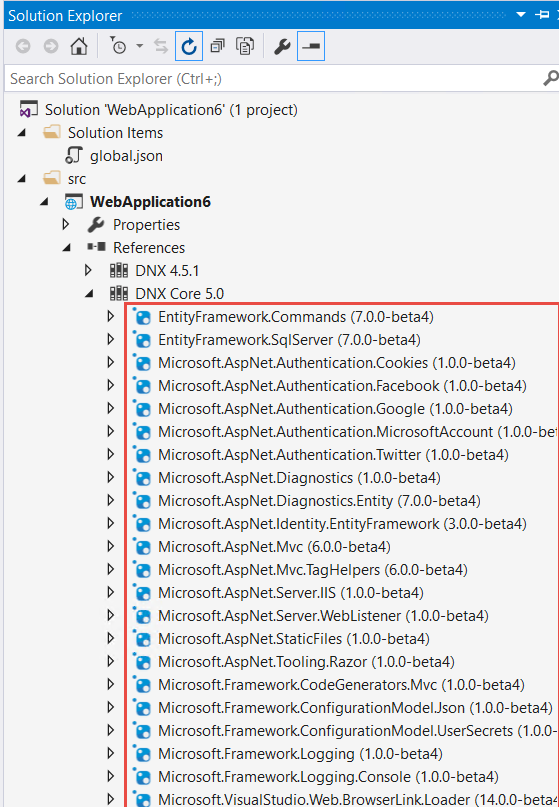 Solution Explorer
Search Solution Explorer (Ctrl+;)
Solution 'WebApplication6' (1 project)
Solution Items
global.json
src
WebApplication6
Properties
References
DNX 4.5.1
DNX Core 5.0
EntityFramework.Commands (7.0.0-beta4)
EntityFramework.SqlServer (7.0.0-beta4)
Microsoft.AspNet.Authentication.Cookies (1.0.0-beta4)
Microsoft.AspNet.Authentication.Facebook (1.0.0-beta4)
Microsoft.AspNet.Authentication.Google (1.0.0-beta4)
Microsoft.AspNet.Authentication.MicrosoftAccount (1.0.0-bet
Microsoft.AspNet.Authentication.Twitter (1.0.0-beta4)
Microsoft.AspNet.Diagnostics (1.0.0-beta4)
Microsoft.AspNet.Diagnostics.Entity (7.0.0-beta4)
Microsoft.AspNet.Identity.EntityFramework (3.0.0-beta4)
Microsoft.AspNet.Mvc (6.0.0-beta4)
Microsoft.AspNet.Mvc.TagHelpers (6.0.0-beta4)
Microsoft.AspNet.Server.IIS (1.0.0-beta4)
Microsoft.AspNet.Server.WebListener (1.0.0-beta4)
Microsoft.AspNet.StaticFiles (1.0.0-beta4)
Microsoft.AspNet.Tooling.Razor (1.0.0-beta4)
Microsoft.Framework.CodeGenerators.Mvc (1.0.0-beta4)
Microsoft.Framework.ConfigurationModel.Json (1.0.0-beta4)
Microsoft.Framework.ConfigurationModel.UserSecrets (1.0.0-b
Microsoft.Framework.Logging (1.0.0-beta4)
Microsoft.Framework.Logging.Console (1.0.0-beta4)
Microsoft.VisualStudio.Web.BrowserLink.Loader (14.0.0-beta4